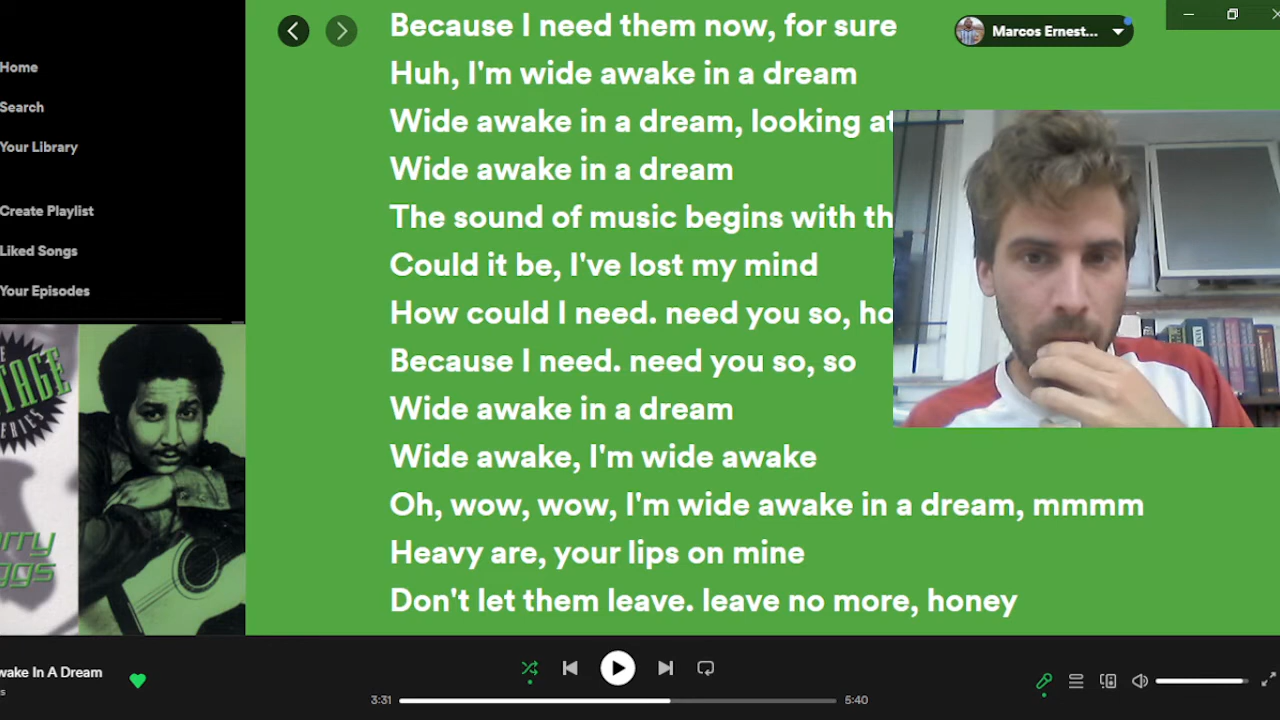 Because I need them now, for sure
Marcos Ernest...
Home
Huh, I'm wide awake in a dream
Search
Wide awake in a dream, looking at
Your Library
Wide awake in a dream
Create Playlist
The sound of music begins with th
Liked Songs
Could it be, I've lost my mind
Your Episodes
How could I need. need you so, ho
Because I need. need you so, so
Wide awake in a dream
Wide awake, I'm wide awake
Oh, wow, wow, I'm wide awake in a dream, mmmm
Heavy are, your lips on mine
Don't let them leave. leave no more, honey
TAGE
ERIES
rry
ggs
wake In A Dream
s
3:31
5:40